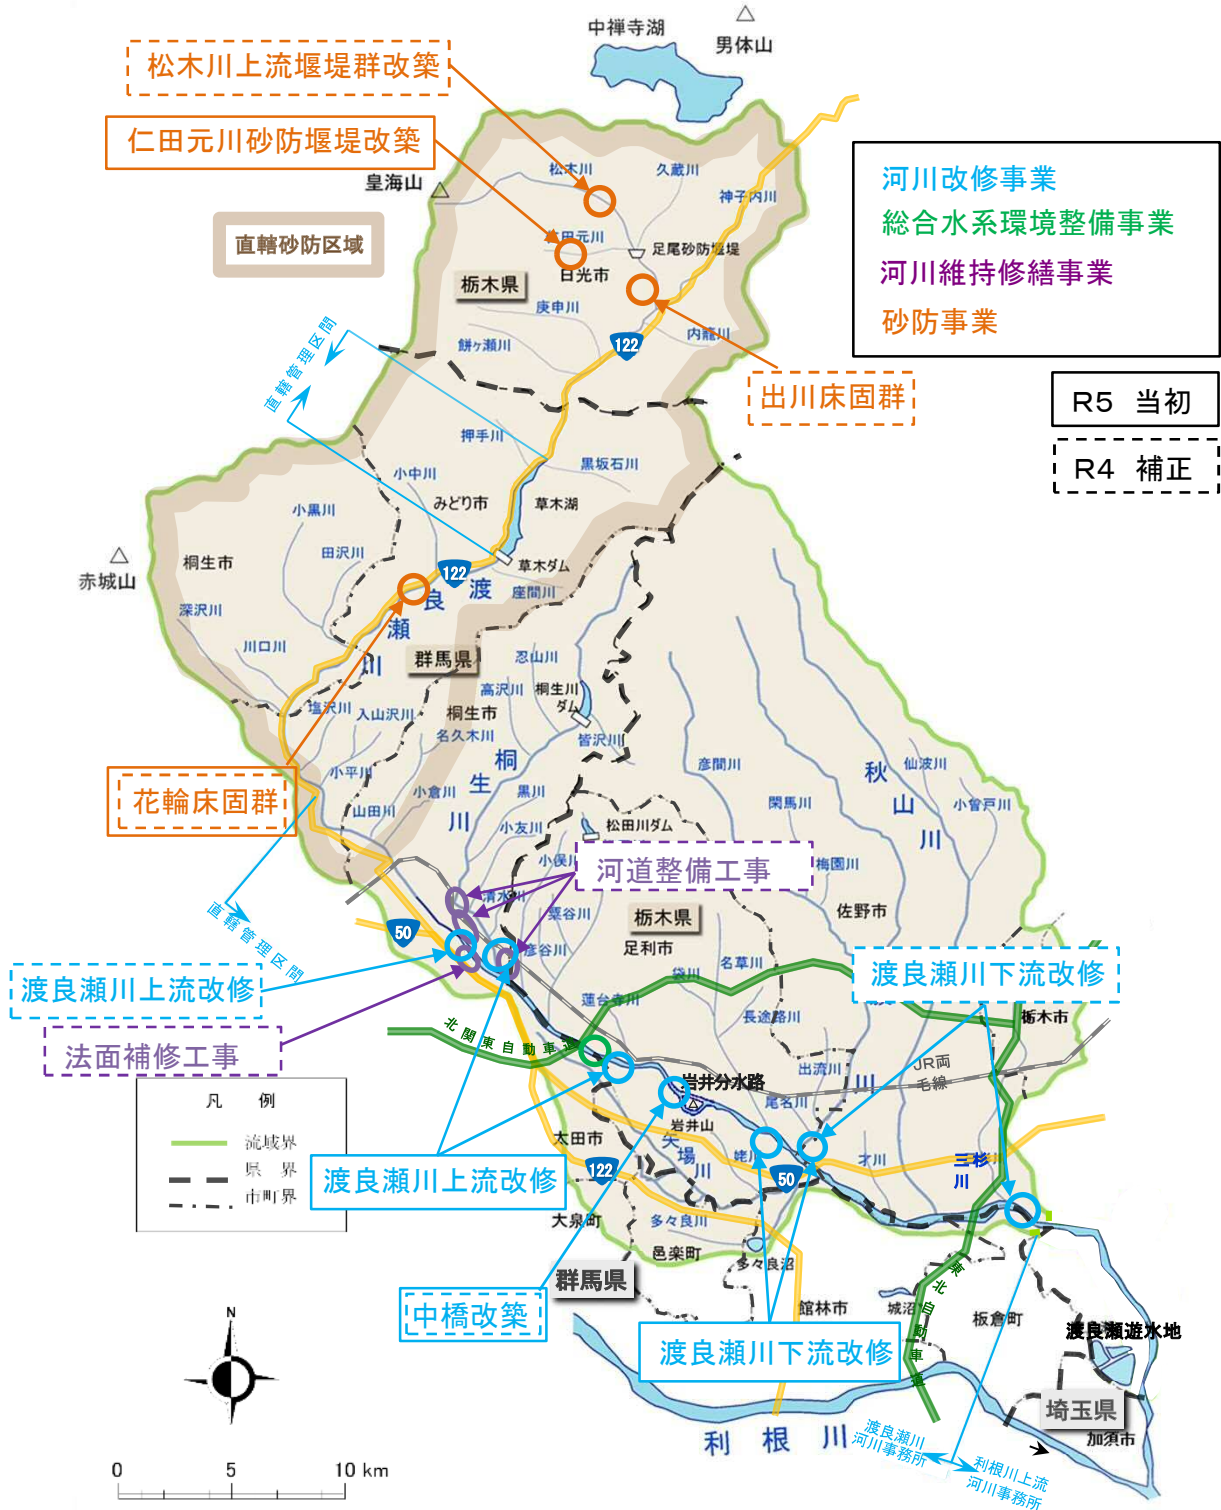 中禅寺湖
男体山
松木川上流堰堤群改築
仁田元川砂防堰堤改築
皇海山
松木川
久蔵川
神子内川
河川改修事業
総合水系環境整備事業
河川維持修繕事業
砂防事業
直轄砂防区域
足尾砂防堰堤
日光市
栃木県
庚申川
内籠川
餅ヶ瀬川
122
直轄管理区間
出川床固群
R5 当初
R4 補正
押手川
黒坂石川
小中川
みどり市
草木湖
小黒川
田沢川
桐生市
赤城山
草木ダム
122
座間川
渡良瀬川
深沢川
川口川
群馬県
忍山川
高沢川
桐生川ダム
塩沢川
入山沢川
桐生市
名久木川
皆沢川
桐生川
彦間川
秋山川
仙波川
小平川
小倉川
黒川
閑馬川
小曽戸川
花輪床固群
山田川
小友川
松田川ダム
小俣川
河道整備工事
梅園川
清水川
粟谷川
栃木県
佐野市
50
足利市
彦谷川
名草川
袋川
直轄管理区間
渡良瀬川上流改修
渡良瀬川下流改修
蓮台寺川
長途路川
栃木市
法面補修工事
北関東自動車道
JR両毛線
出流川
川
岩井分水路
尾名川
凡 例
流域界
県 界
市町界
岩井山
太田市
矢場川
姥川
才川
三杉川
渡良瀬川上流改修
122
50
大泉町
多々良川
邑楽町
多々良沼
群馬県
中橋改築
館林市
城沼
板倉町
東北自動車道
渡良瀬遊水地
渡良瀬川下流改修
N
埼玉県
加須市
利根川
渡良瀬川
河川事務所
利根川上流
河川事務所
0 5 10 km